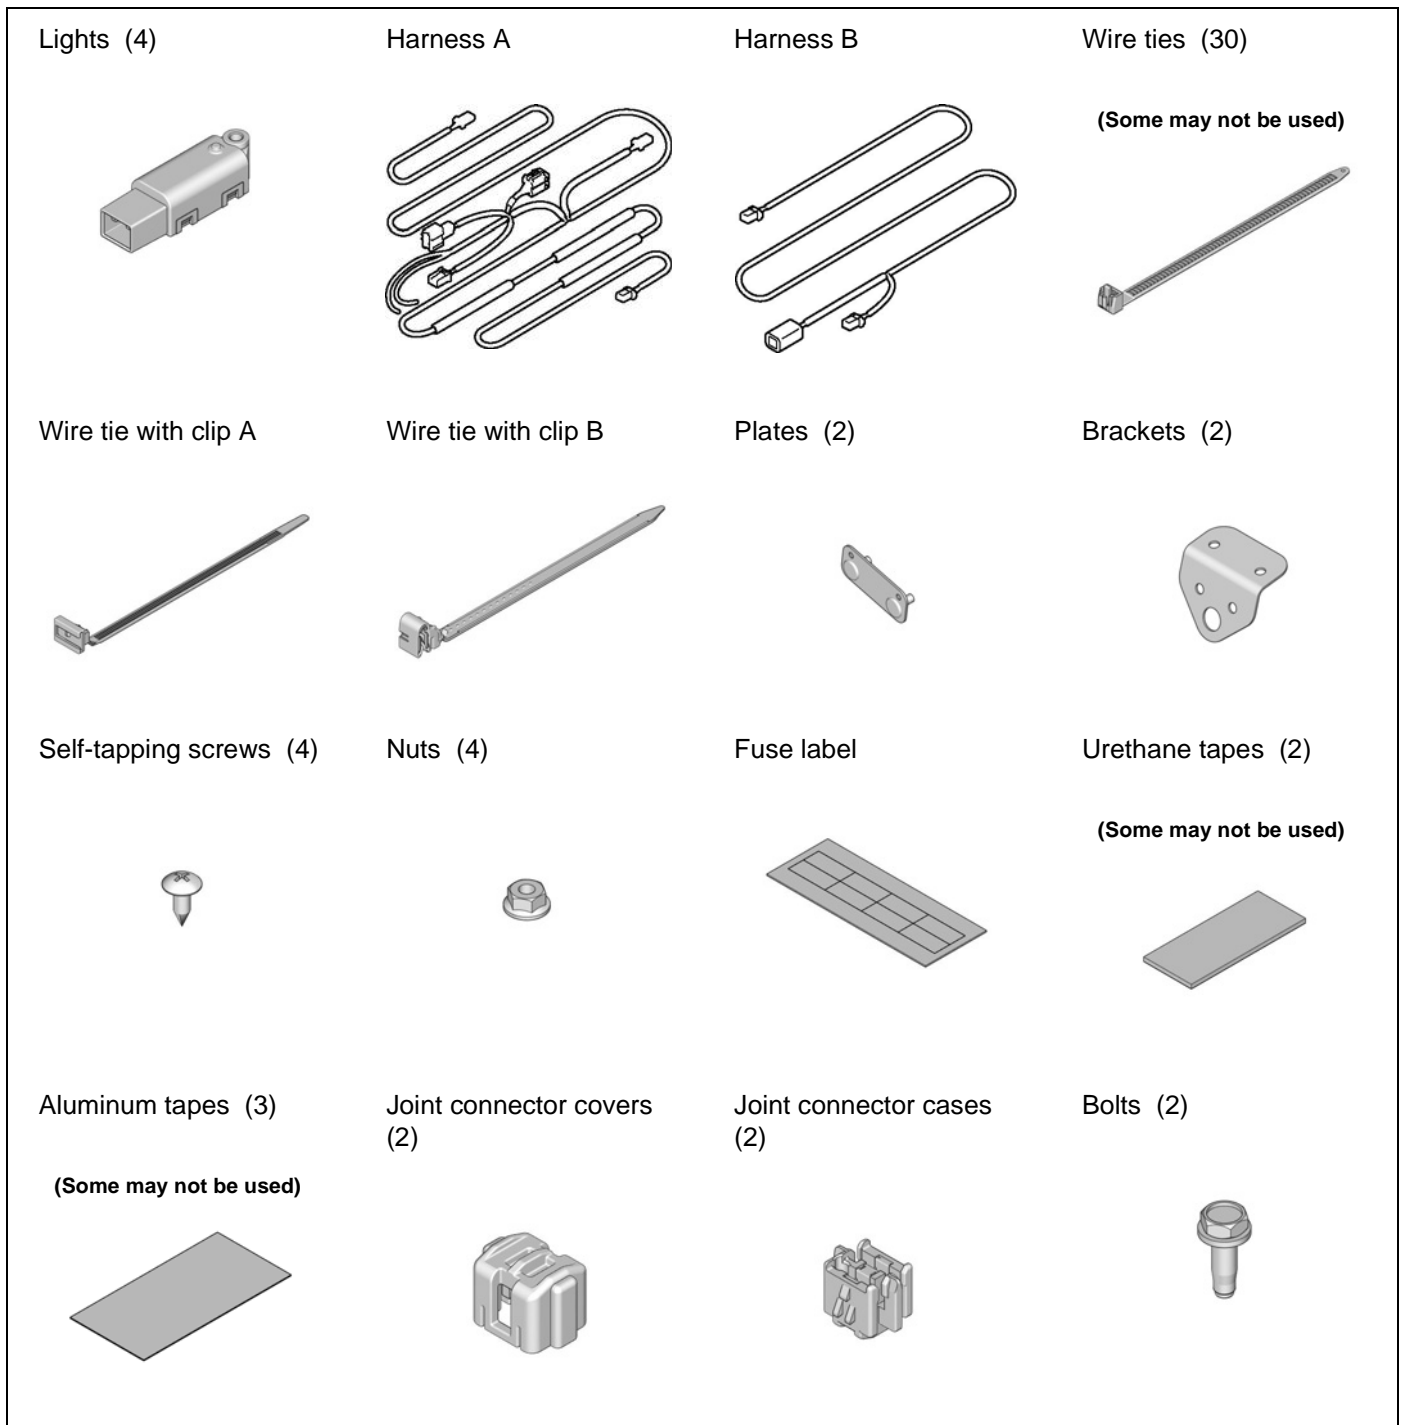 Lights (4)
Harness A
Harness B
Wire ties (30)
(Some may not be used)
Wire tie with clip A
Wire tie with clip B
Plates (2)
Brackets (2)
Self-tapping screws (4)
Nuts (4)
Fuse label
Urethane tapes (2)
(Some may not be used)
Aluminum tapes (3)
(Some may not be used)
Joint connector covers
(2)
Joint connector cases
(2)
Bolts (2)